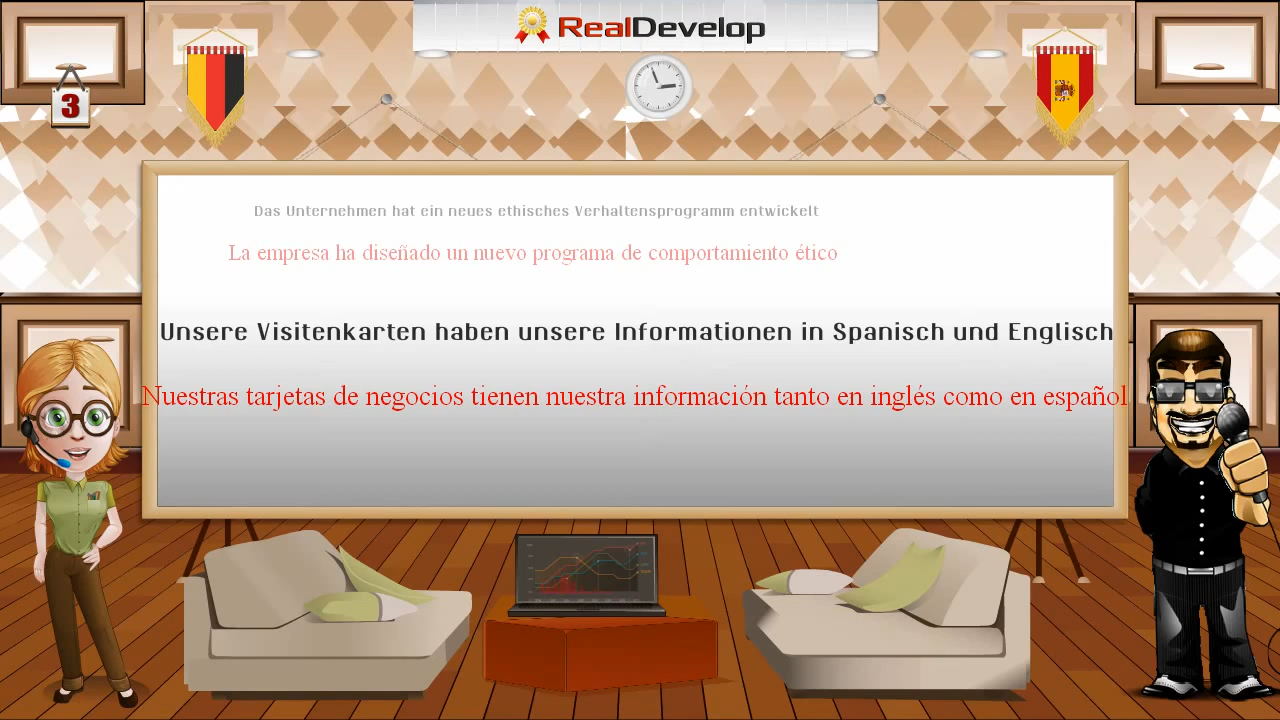 RealDevelop
3
Das Unternehmen hat ein neues ethisches Verhaltensprogramm entwickelt
La empresa ha diseñado un nuevo programa de comportamiento ético
Unsere Visitenkarten haben unsere Informationen in Spanisch und Englisch
Nuestras tarjetas de negocios tienen nuestra información tanto en inglés como en español